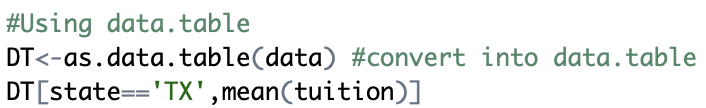 #Using data.table
DT<-as.data.table(data) #convert into data.table
DT[state=='TX',mean(tuition)]